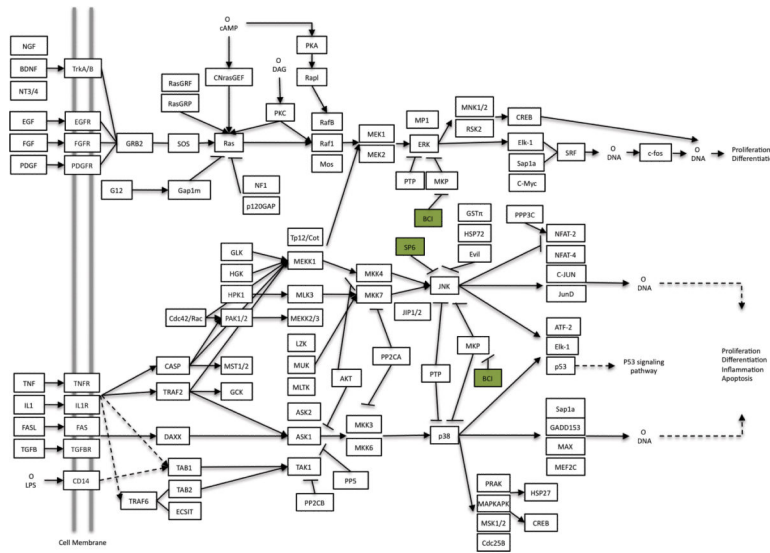 NGF
BDNF
NT3/4
TrkA/B
EGF
EGFR
FGF
FGFR
PDGF
PDGFR
GRB2
SOS
Ras
O
cAMP
CNrasGEF
RasGRF
RasGRP
G12
Gap1m
NF1
p120GAP
O
DAG
PKC
PKA
RapI
RafB
Raf1
Mos
MEK1
MEK2
MP1
ERK
PTP
MKP
BCI
MNK1/2
RSK2
CREB
Elk-1
Sap1a
C-Myc
SRF
O
DNA
c-fos
O
DNA
Proliferation
Differentiatio
GLK
HGK
HPK1
Cdc42/Rac
PAK1/2
Tp12/Cot
MEKK1
MLK3
MEKK2/3
LZK
MUK
MLTK
ASK2
ASK1
TAK1
CASP
TRAF2
MST1/2
GCK
DAXX
TAB1
TAB2
ECSIT
TRAF6
TNF
TNFR
IL1
IL1R
FASL
FAS
TGFB
TGFBR
O
LPS
CD14
Cell Membrane
MKK4
MKK7
AKT
PP2CA
MKK3
MKK6
PP5
PP2CB
SP6
GSTπ
HSP72
Evil
JNK
JIP1/2
PTP
MKP
BCI
p38
PPP3C
NFAT-2
NFAT-4
C-JUN
JunD
O
DNA
ATF-2
Elk-1
p53
P53 signaling
pathway
Proliferation
Differentiation
Inflammation
Apoptosis
Sap1a
GADD153
MAX
MEF2C
O
DNA
PRAK
MAPKAPK
MSK1/2
Cdc25B
HSP27
CREB